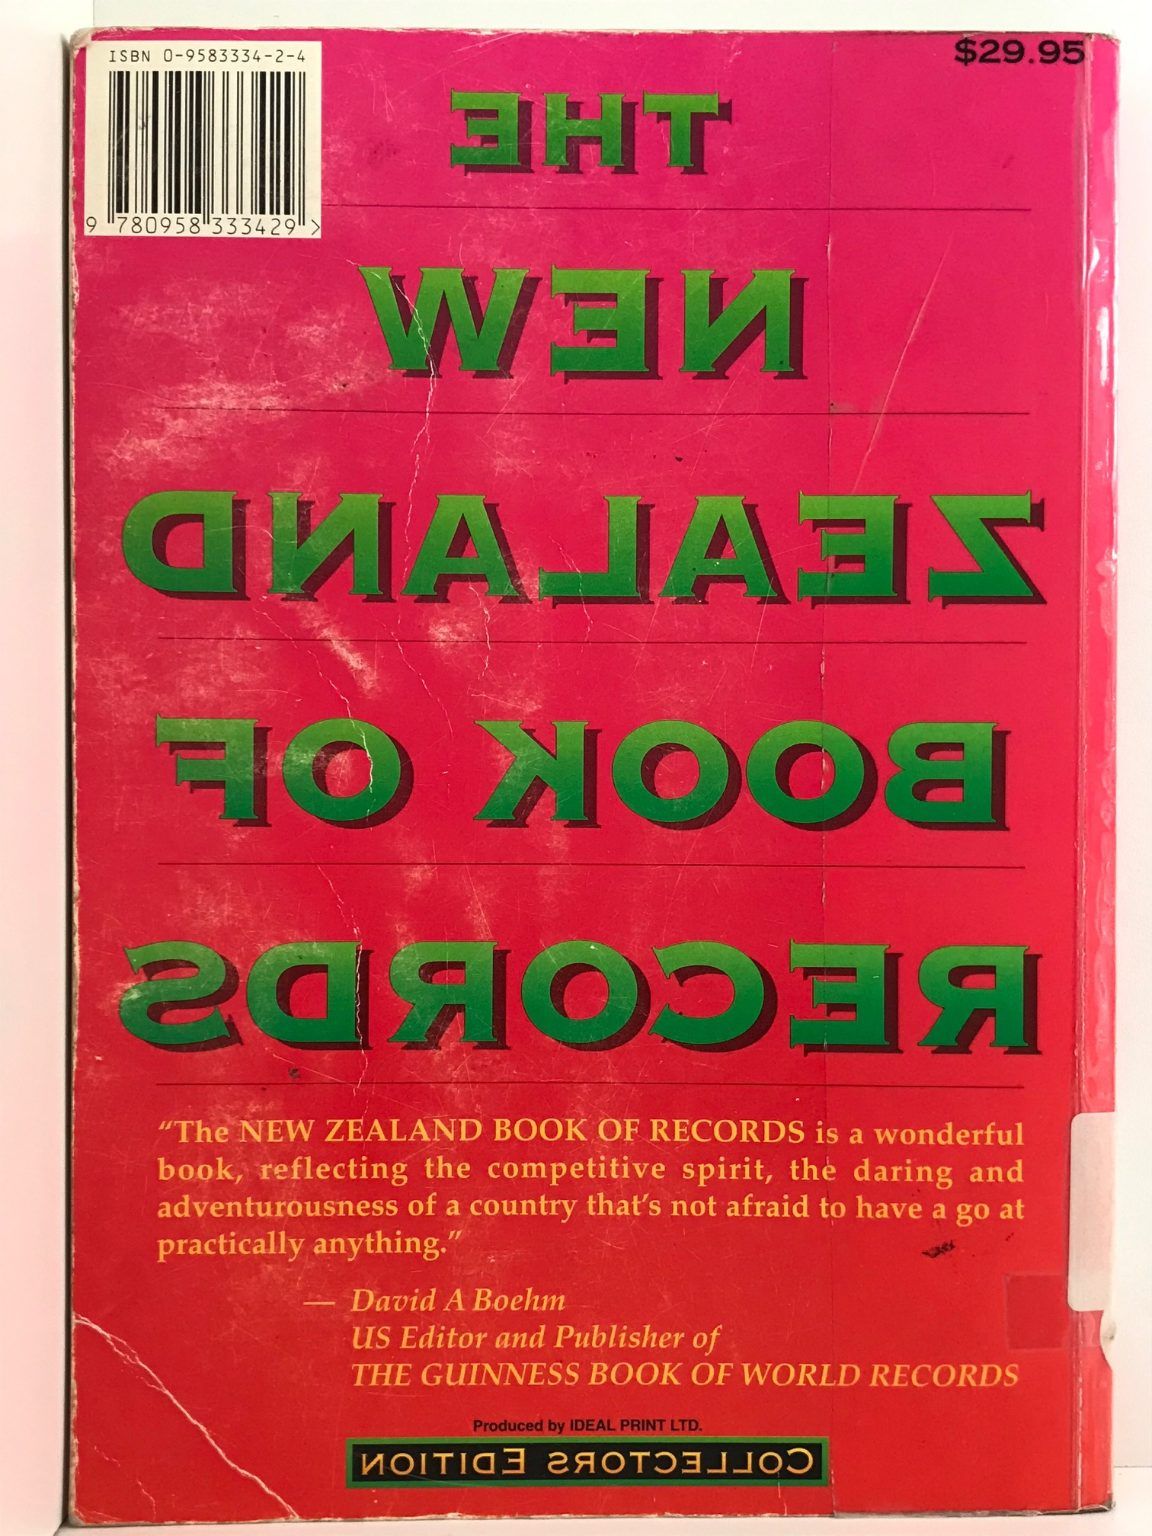 ISBN 0-9583334-2-4
$29.95
9 780958 333429 >
THE
NEW
ZEALAND
BOOK OF
RECORDS
“The NEW ZEALAND BOOK OF RECORDS is a wonderful
book, reflecting the competitive spirit, the daring and
adventurousness of a country that's not afraid to have a go at
practically anything.”
— David A Boehm
US Editor and Publisher of
THE GUINNESS BOOK OF WORLD RECORDS
Produced by IDEAL PRINT LTD.
COLLECTORS EDITION